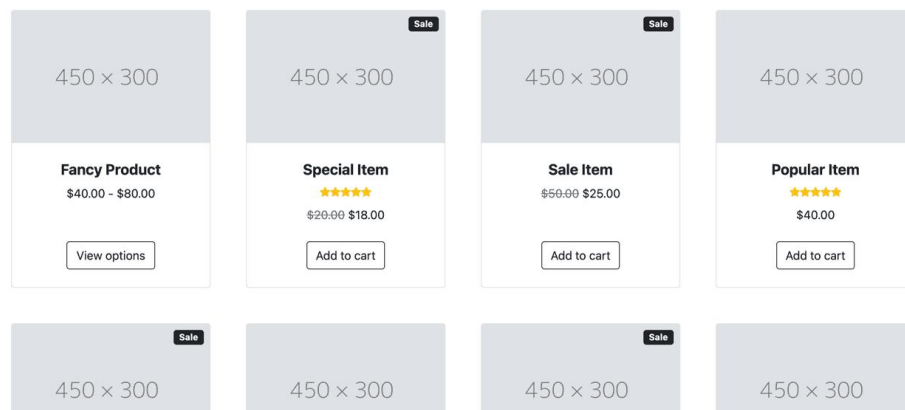 Sale
Sale
450 × 300
450 × 300
450 × 300
450 × 300
Fancy Product
$40.00 - $80.00
View options
Special Item
$20.00 $18.00
Add to cart
Sale Item
$50.00 $25.00
Add to cart
Popular Item
$40.00
Add to cart
Sale
Sale
450 × 300
450 × 300
450 × 300
450 × 300